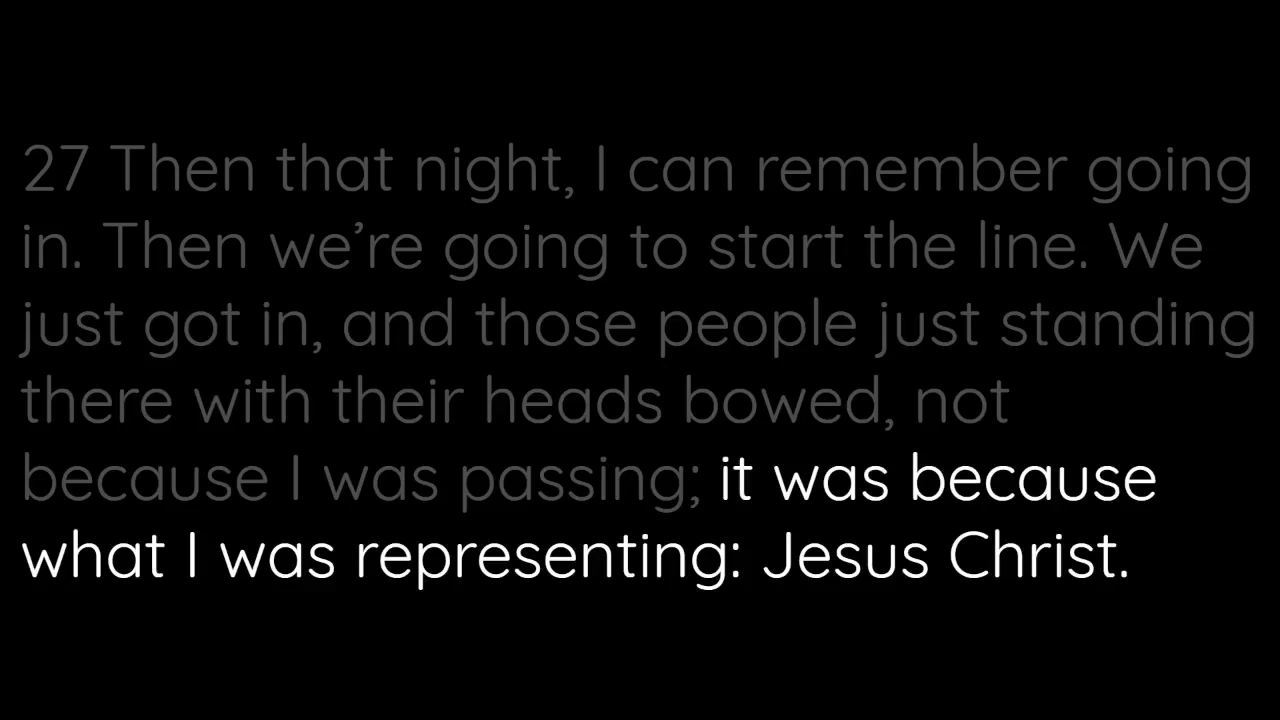 27 Then that night, I can remember going
in. Then we’re going to start the line. We
just got in, and those people just standing
there with their heads bowed, not
because I was passing; it was because
what I was representing: Jesus Christ.